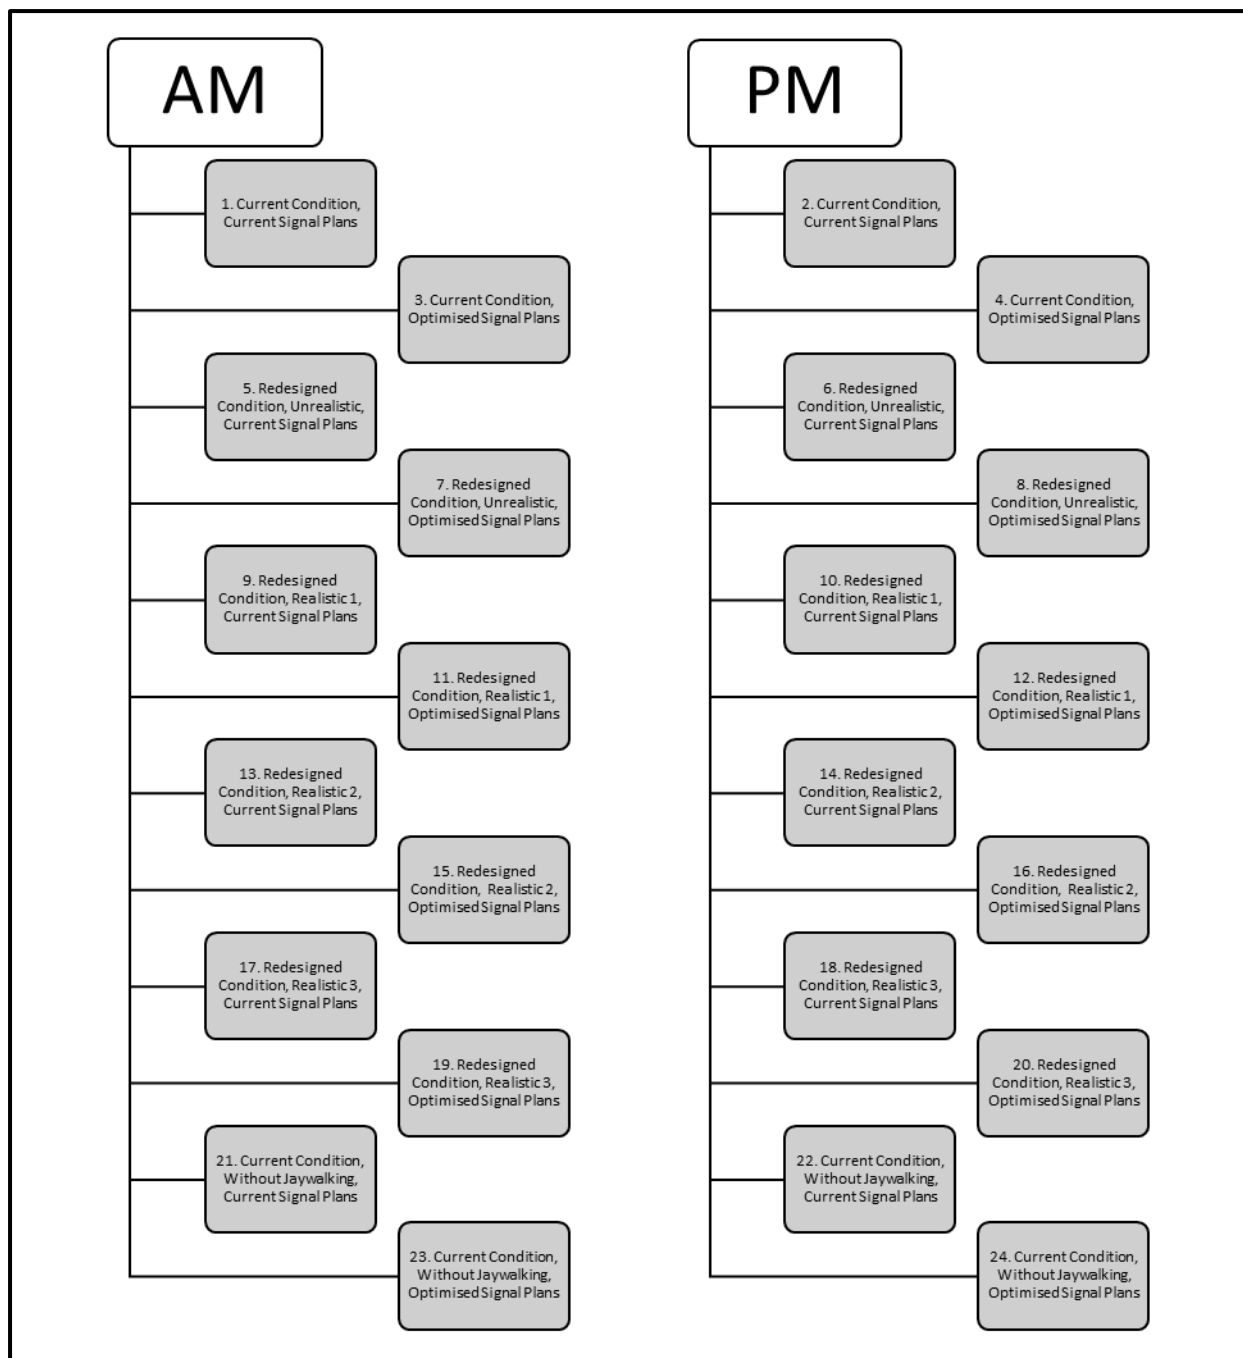 AM
1. Current Condition,
Current Signal Plans
3. Current Condition,
Optimised Signal Plans
5. Redesigned
Condition, Unrealistic,
Current Signal Plans
7. Redesigned
Condition, Unrealistic,
Optimised Signal Plans
9. Redesigned
Condition, Realistic 1,
Current Signal Plans
11. Redesigned
Condition, Realistic 1,
Optimised Signal Plans
13. Redesigned
Condition, Realistic 2,
Current Signal Plans
15. Redesigned
Condition, Realistic 2,
Optimised Signal Plans
17. Redesigned
Condition, Realistic 3,
Current Signal Plans
19. Redesigned
Condition, Realistic 3,
Optimised Signal Plans
21. Current Condition,
Without Jaywalking,
Current Signal Plans
23. Current Condition,
Without Jaywalking,
Optimised Signal Plans
PM
2. Current Condition,
Current Signal Plans
4. Current Condition,
Optimised Signal Plans
6. Redesigned
Condition, Unrealistic,
Current Signal Plans
8. Redesigned
Condition, Unrealistic,
Optimised Signal Plans
10. Redesigned
Condition, Realistic 1,
Current Signal Plans
12. Redesigned
Condition, Realistic 1,
Optimised Signal Plans
14. Redesigned
Condition, Realistic 2,
Current Signal Plans
16. Redesigned
Condition, Realistic 2,
Optimised Signal Plans
18. Redesigned
Condition, Realistic 3,
Current Signal Plans
20. Redesigned
Condition, Realistic 3,
Optimised Signal Plans
22. Current Condition,
Without Jaywalking,
Current Signal Plans
24. Current Condition,
Without Jaywalking,
Optimised Signal Plans